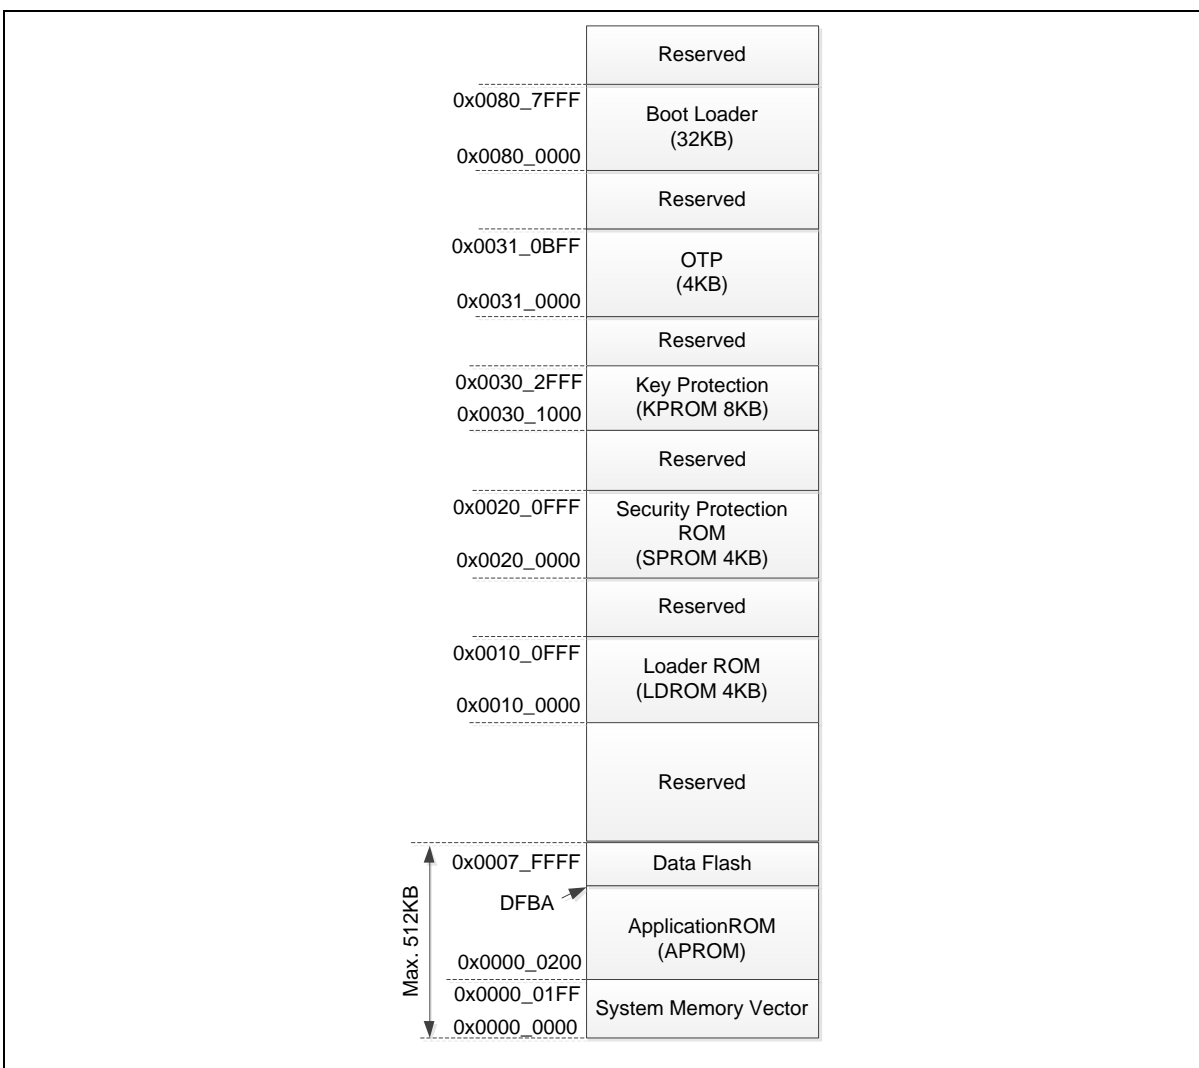 Reserved
0x0080_7FFF
Boot Loader
(32KB)
0x0080_0000
Reserved
0x0031_0BFF
OTP
(4KB)
0x0031_0000
Reserved
0x0030_2FFF
Key Protection
0x0030_1000
(KPROM 8KB)
Reserved
0x0020_0FFF
Security Protection
ROM
0x0020_0000
(SPROM 4KB)
Reserved
0x0010_0FFF
Loader ROM
(LDROM 4KB)
0x0010_0000
Reserved
0x0007_FFFF
Data Flash
DFBA
Max. 512KB
ApplicationROM
(APROM)
0x0000_0200
0x0000_01FF
System Memory Vector
0x0000_0000